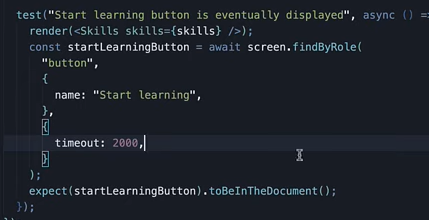 test("Start learning button is eventually displayed", async () =
render(<Skills skills={skills} />);
const startLearningButton = await screen.findByRole(
"button",
{
name: "Start learning",
},
{
timeout: 2000,
}
);
expect(startLearningButton).toBeInTheDocument();
});